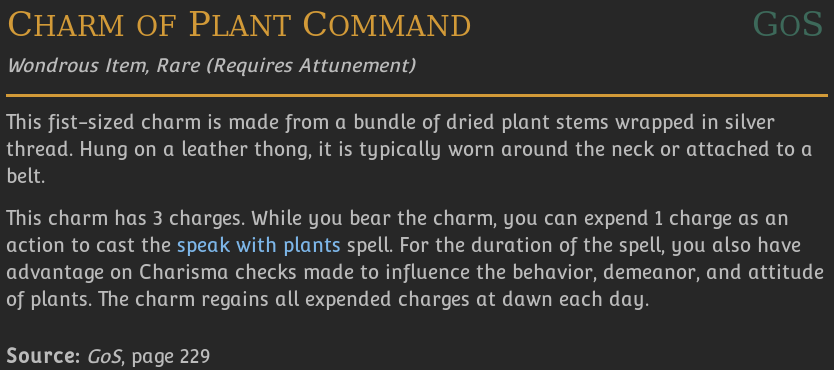 Charm of Plant Command GoS
Wondrous Item, Rare (Requires Attunement)
This fist-sized charm is made from a bundle of dried plant stems wrapped in silver
thread. Hung on a leather thong, it is typically worn around the neck or attached to a
belt.
This charm has 3 charges. While you bear the charm, you can expend 1 charge as an
action to cast the speak with plants spell. For the duration of the spell, you also have
advantage on Charisma checks made to influence the behavior, demeanor, and attitude
of plants. The charm regains all expended charges at dawn each day.
Source: GoS, page 229